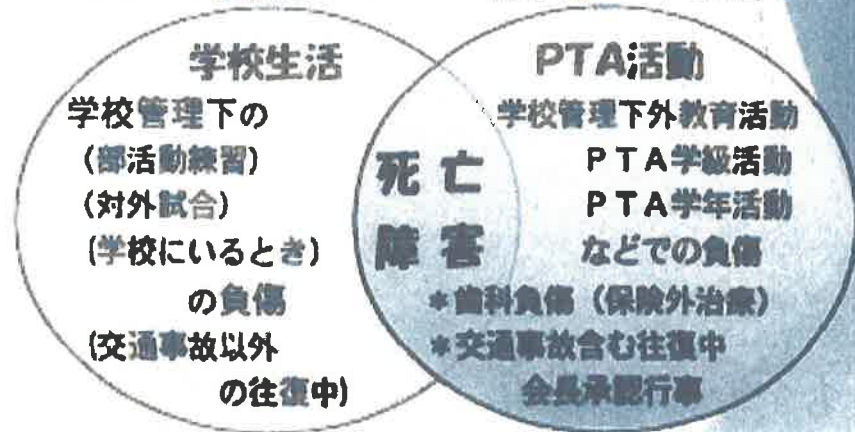 学校生活
学校管理下の
(部活動練習)
(対外試合)
(学校にいるとき)
の負傷
(交通事故以外
の往復中)
死亡
障害
PTA活動
学校管理下外教育活動
PTA学級活動
PTA学年活動
などでの負傷
*歯科負傷(保険外治療)
*交通事故含む往復中
会長承認行事